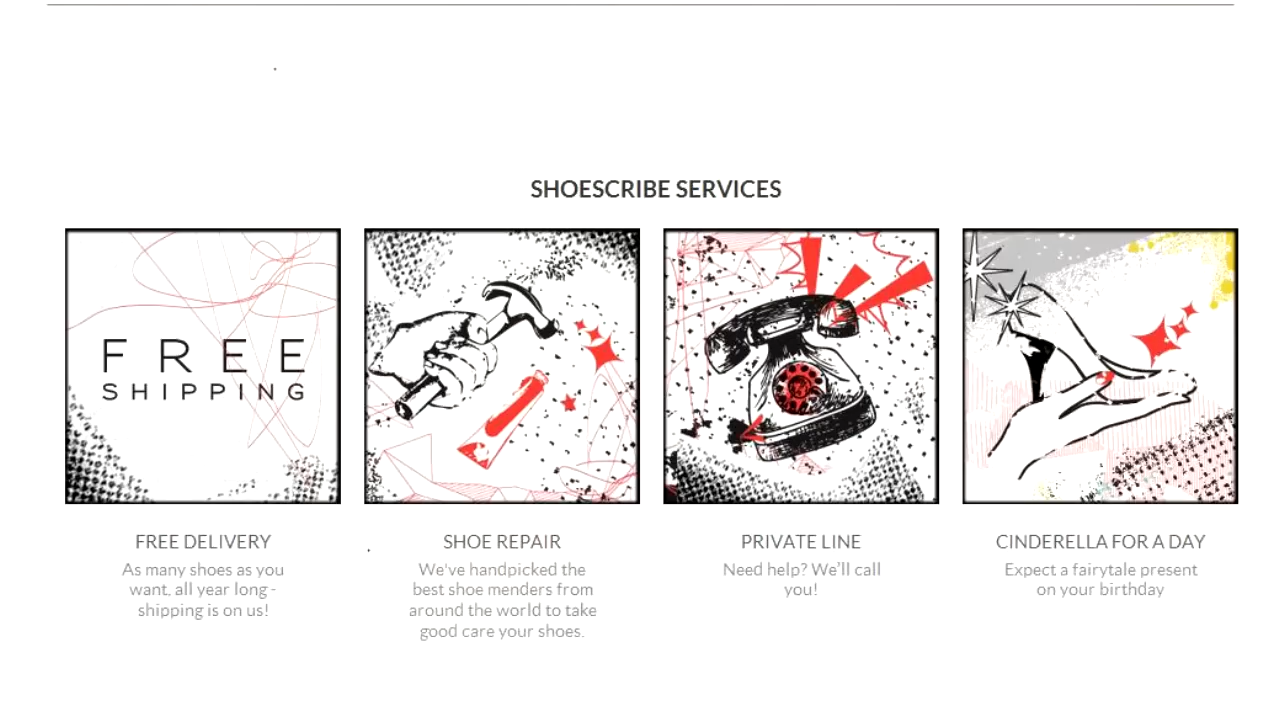 SHOESCRIBE SERVICES
FREE
SHIPPING
FREE DELIVERY
As many shoes as you
want, all year long -
shipping is on us!
SHOE REPAIR
We've handpicked the
best shoe menders from
around the world to take
good care your shoes.
PRIVATE LINE
Need help? We'll call
you!
CINDERELLA FOR A DAY
Expect a fairytale present
on your birthday